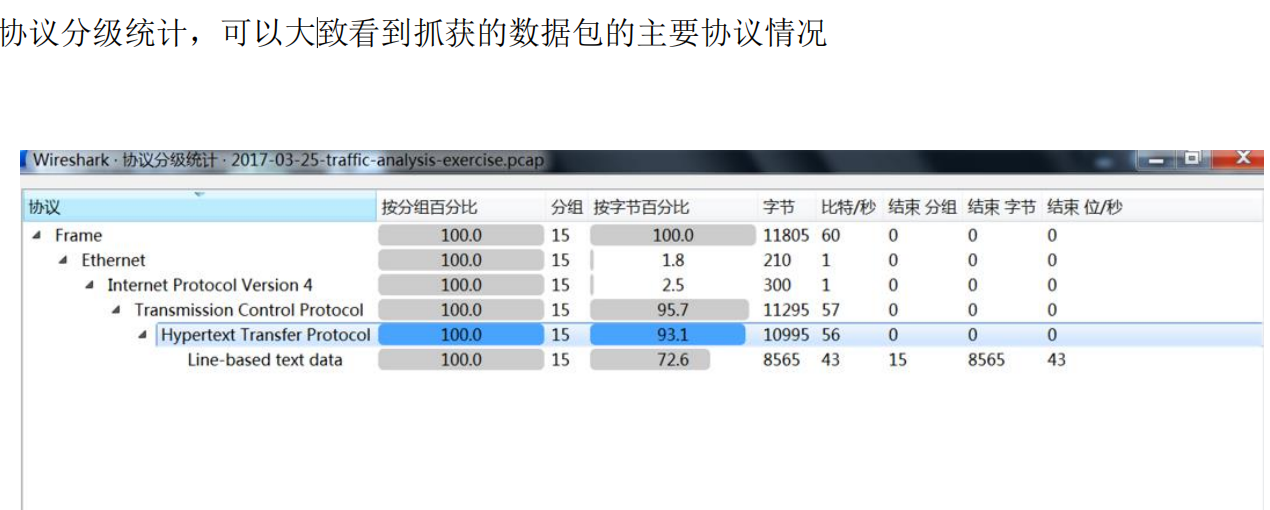 协议分级统计，可以大致看到抓获的数据包的主要协议情况
Wireshark · 协议分级统计 · 2017-03-25-traffic-analysis-exercise.pcap
协议 按分组百分比 分组 按字节百分比 字节 比特/秒 结束 分组 结束 字节 结束 位/秒
Frame 100.0 15 100.0 11805 60 0 0 0
Ethernet 100.0 15 1.8 210 1 0 0 0
Internet Protocol Version 4 100.0 15 2.5 300 1 0 0 0
Transmission Control Protocol 100.0 15 95.7 11295 57 0 0 0
Hypertext Transfer Protocol 100.0 15 93.1 10995 56 0 0 0
Line-based text data 100.0 15 72.6 8565 43 15 8565 43